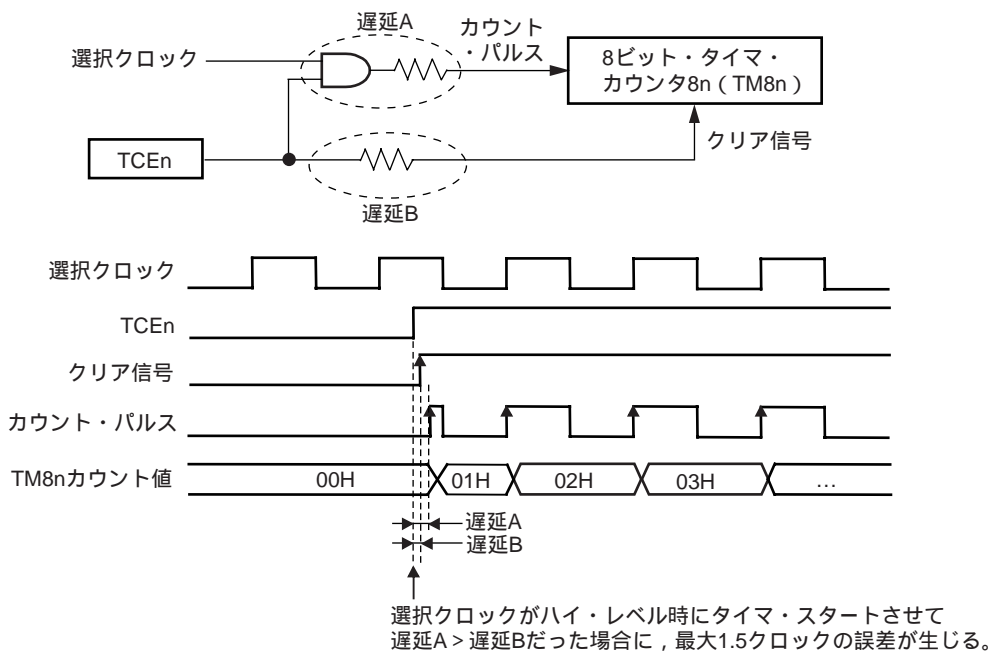 遅延A
カウント
・パルス
選択クロック
8ビット・タイマ・
カウンタ8n（TM8n）
クリア信号
TCEn
遅延B
選択クロック
TCEn
クリア信号
カウント・パルス
TM8nカウント値
00H
01H
02H
03H
…
遅延A
遅延B
選択クロックがハイ・レベル時にタイマ・スタートさせて
遅延A＞遅延Bだった場合に，最大1.5クロックの誤差が生じる。